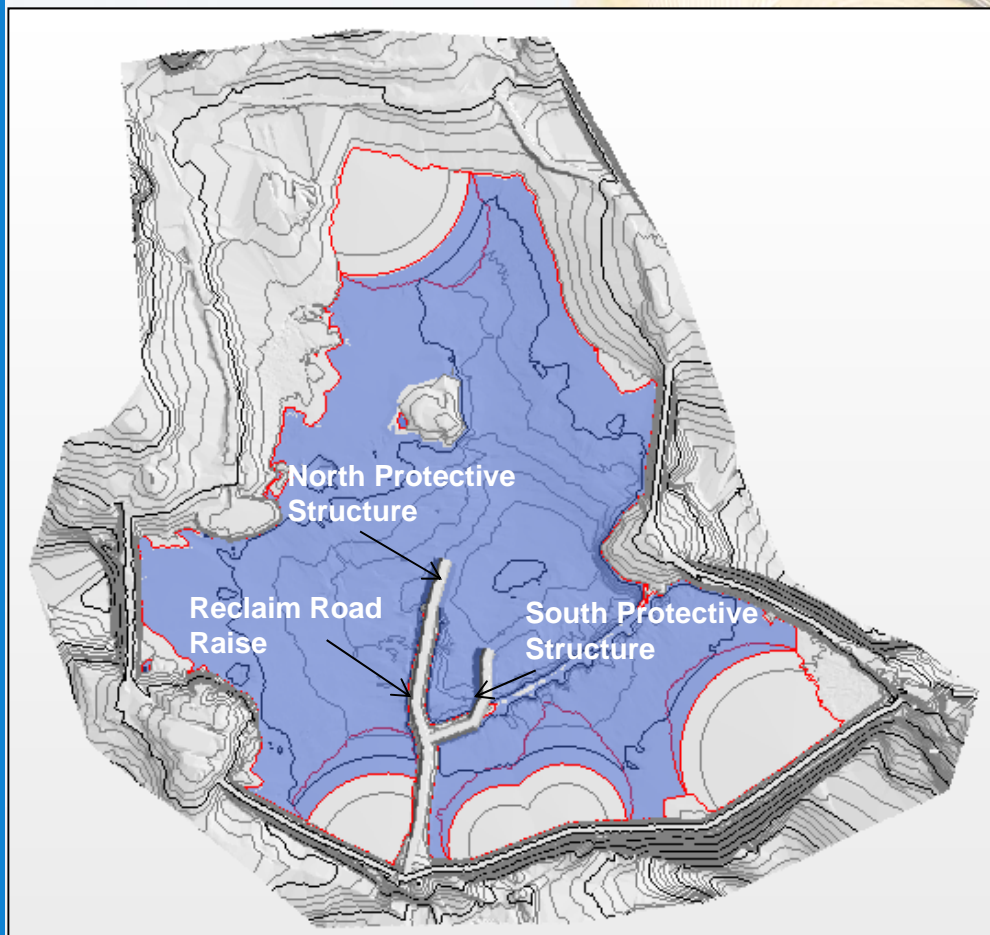 North Protective
Structure
Reclaim Road
Raise
South Protective
Structure